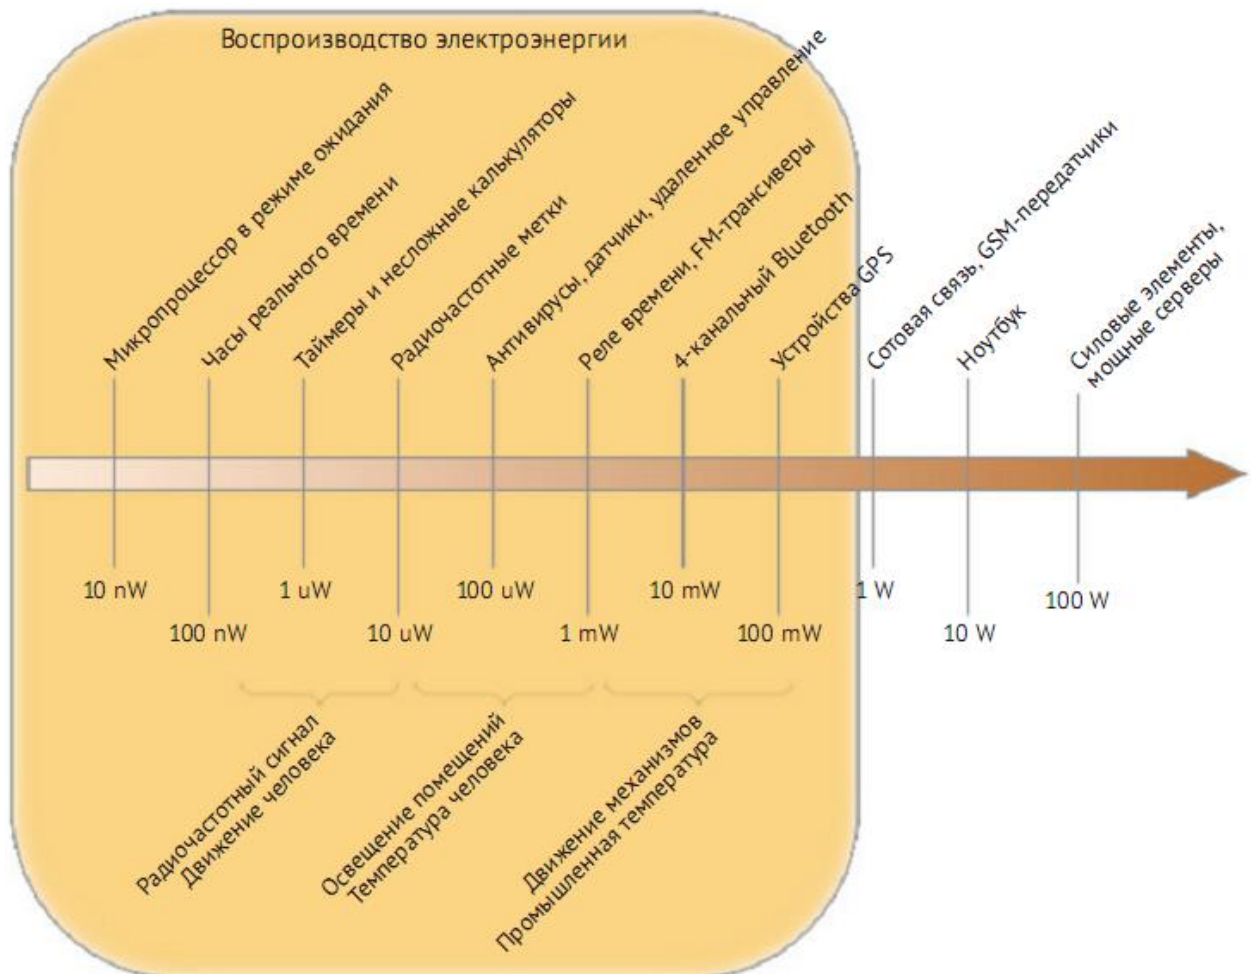 Воспроизводство электроэнергии
Микропроцессор в режиме ожидания
Часы реального времени
Таймеры и несложные калькуляторы
Радиочастотные метки
Антивирусы, датчики, удаленное управление
Реле времени, FM-трансиверы
4-канальный Bluetooth
Устройства GPS
Сотовая связь, GSM-передатчики
Ноутбук
Силовые элементы,
мощные серверы
10 nW
100 nW
1 uW
10 uW
100 uW
1 mW
10 mW
100 mW
1 W
10 W
100 W
Радиочастотный сигнал
Движение человека
Освещение помещений
Температура человека
Движение механизмов
Промышленная температура